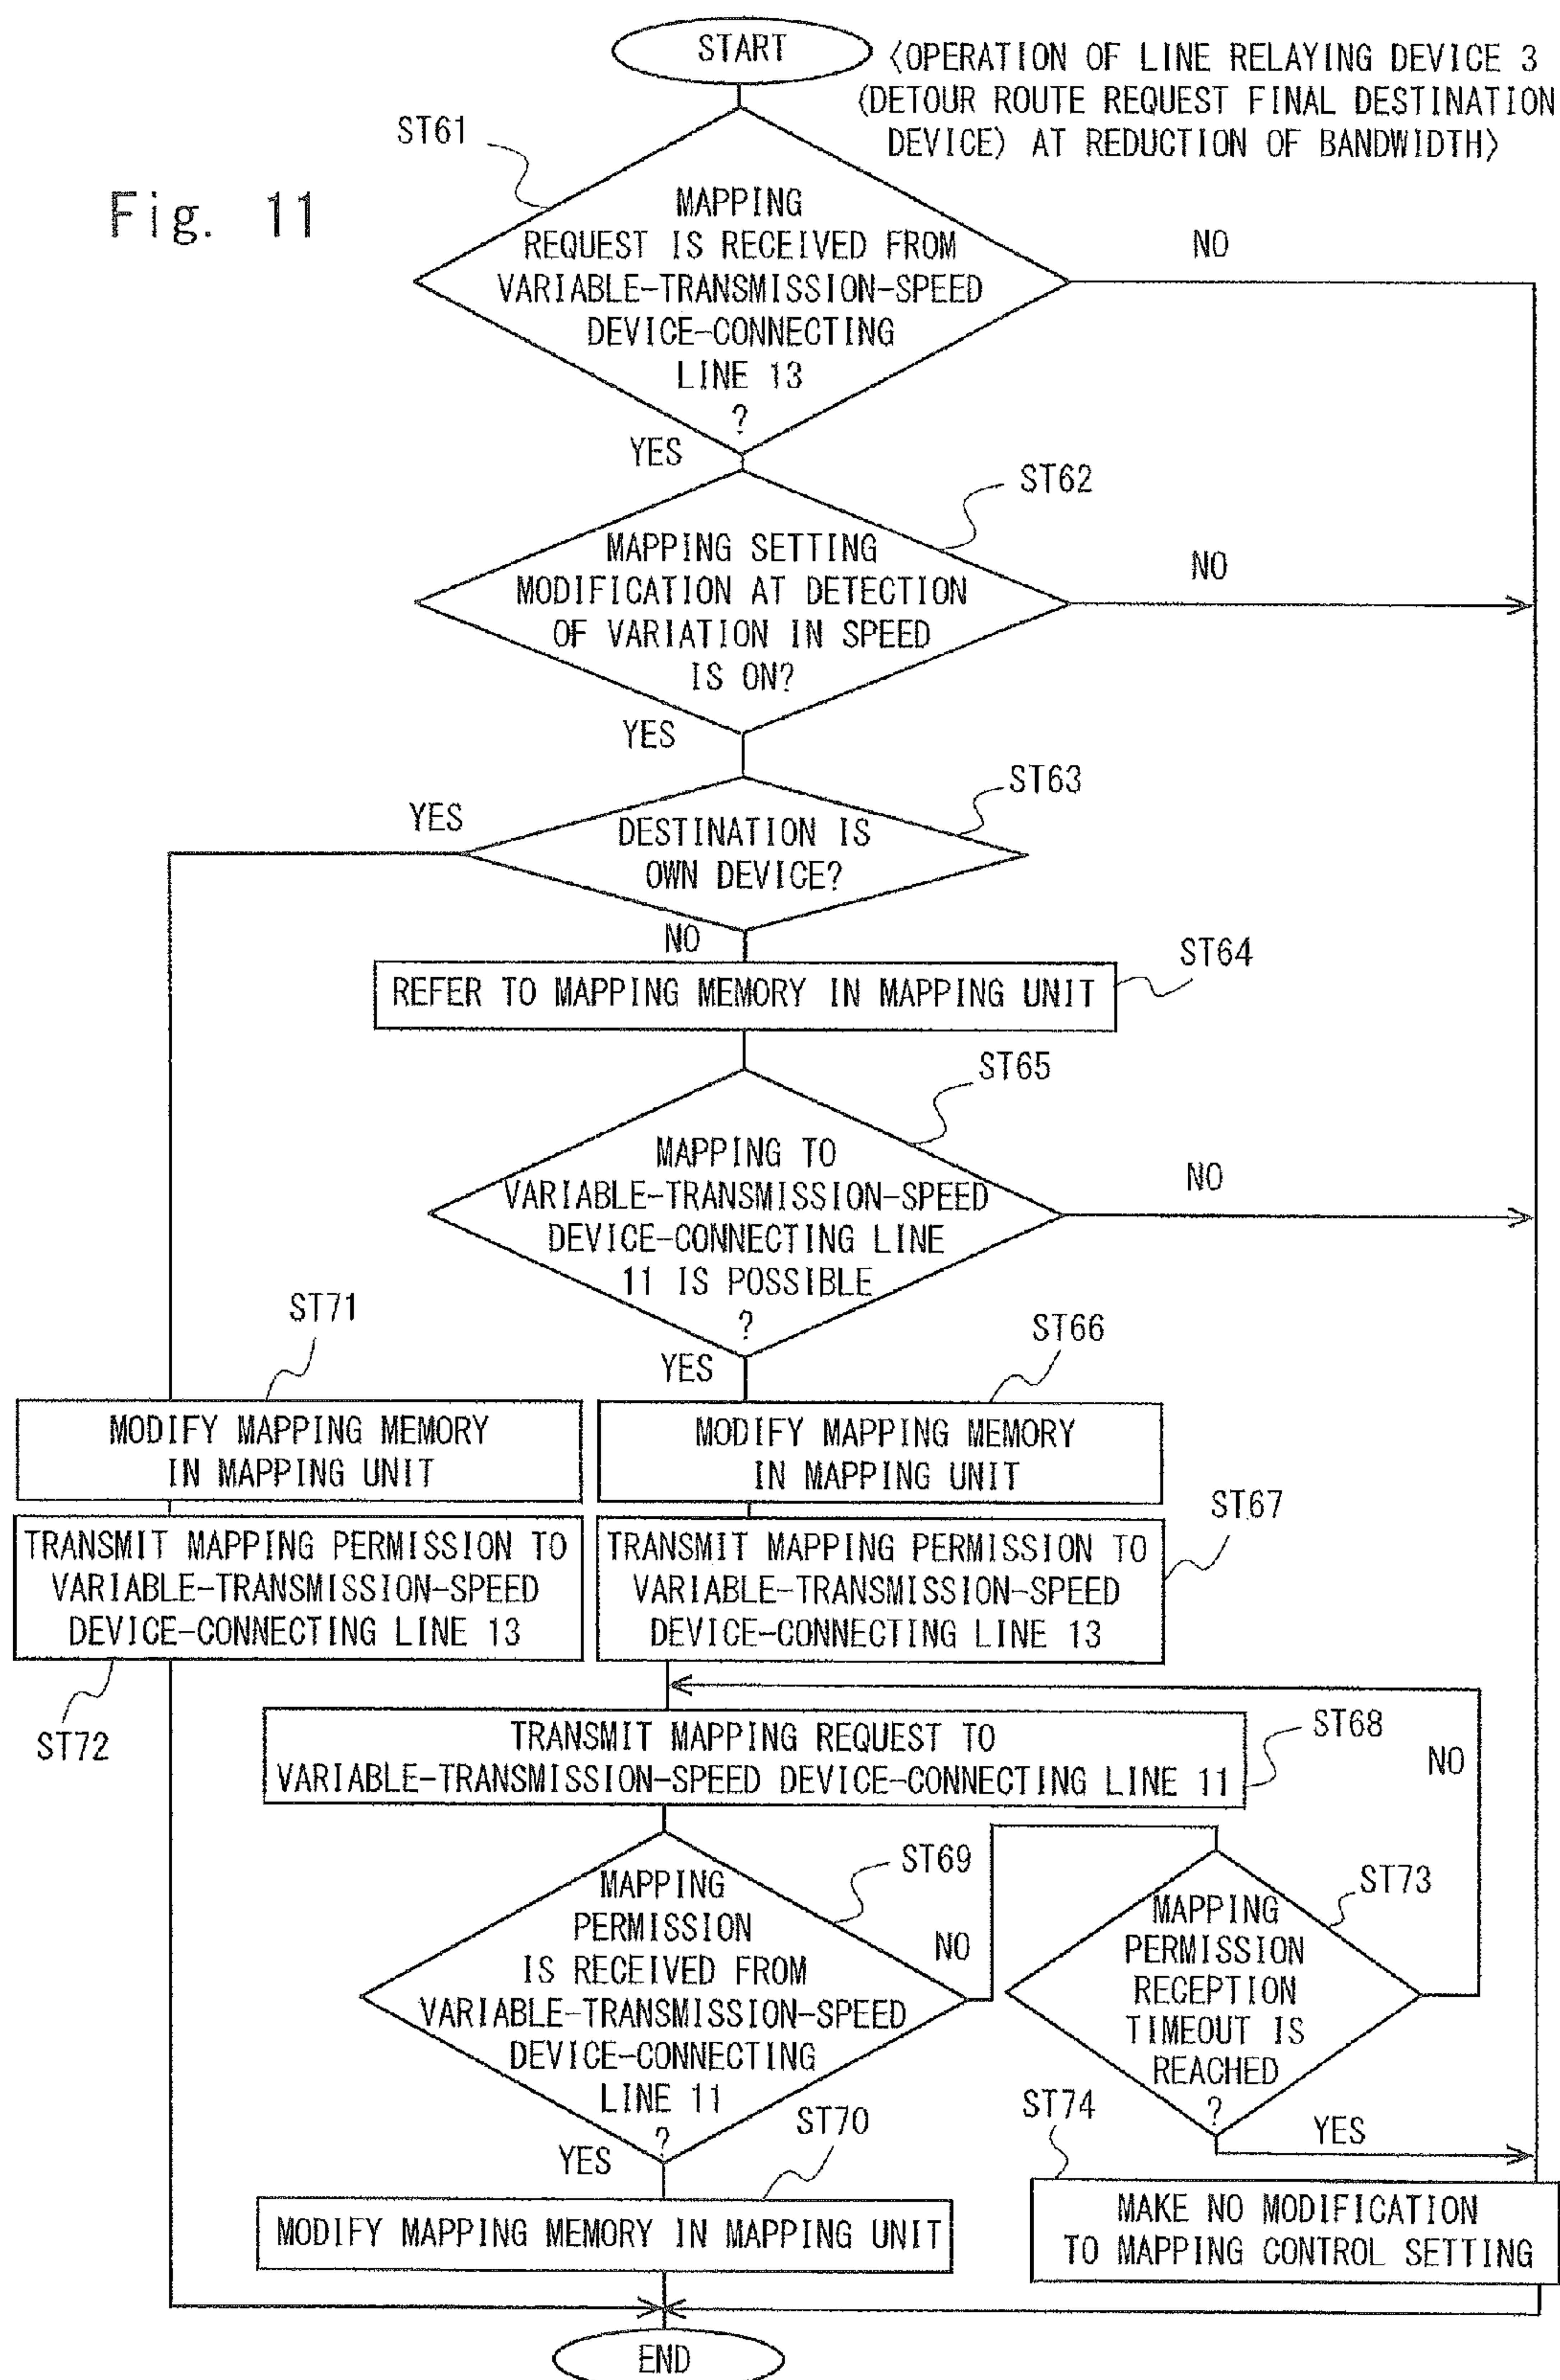 START
〈OPERATION OF LINE RELAYING DEVICE 3
(DETOUR ROUTE REQUEST FINAL DESTINATION
DEVICE) AT REDUCTION OF BANDWIDTH〉
Fig. 11
ST61
MAPPING
REQUEST IS RECEIVED FROM
VARIABLE-TRANSMISSION-SPEED
DEVICE-CONNECTING
LINE 13
?
NO
YES
ST62
MAPPING SETTING
MODIFICATION AT DETECTION
OF VARIATION IN SPEED
IS ON?
NO
YES
ST63
YES
DESTINATION IS
OWN DEVICE?
NO
ST64
REFER TO MAPPING MEMORY IN MAPPING UNIT
ST65
MAPPING TO
VARIABLE-TRANSMISSION-SPEED
DEVICE-CONNECTING LINE
11 IS POSSIBLE
?
NO
YES
ST71
MODIFY MAPPING MEMORY
IN MAPPING UNIT
ST66
MODIFY MAPPING MEMORY
IN MAPPING UNIT
TRANSMIT MAPPING PERMISSION TO
VARIABLE-TRANSMISSION-SPEED
DEVICE-CONNECTING LINE 13
ST72
ST67
TRANSMIT MAPPING PERMISSION TO
VARIABLE-TRANSMISSION-SPEED
DEVICE-CONNECTING LINE 13
ST68
TRANSMIT MAPPING REQUEST TO
VARIABLE-TRANSMISSION-SPEED DEVICE-CONNECTING LINE 11
NO
ST69
MAPPING
PERMISSION
IS RECEIVED FROM
VARIABLE-TRANSMISSION-SPEED
DEVICE-CONNECTING
LINE 11
?
NO
YES
ST73
MAPPING
PERMISSION
RECEPTION
TIMEOUT IS
REACHED
?
YES
ST70
MODIFY MAPPING MEMORY IN MAPPING UNIT
ST74
MAKE NO MODIFICATION
TO MAPPING CONTROL SETTING
END